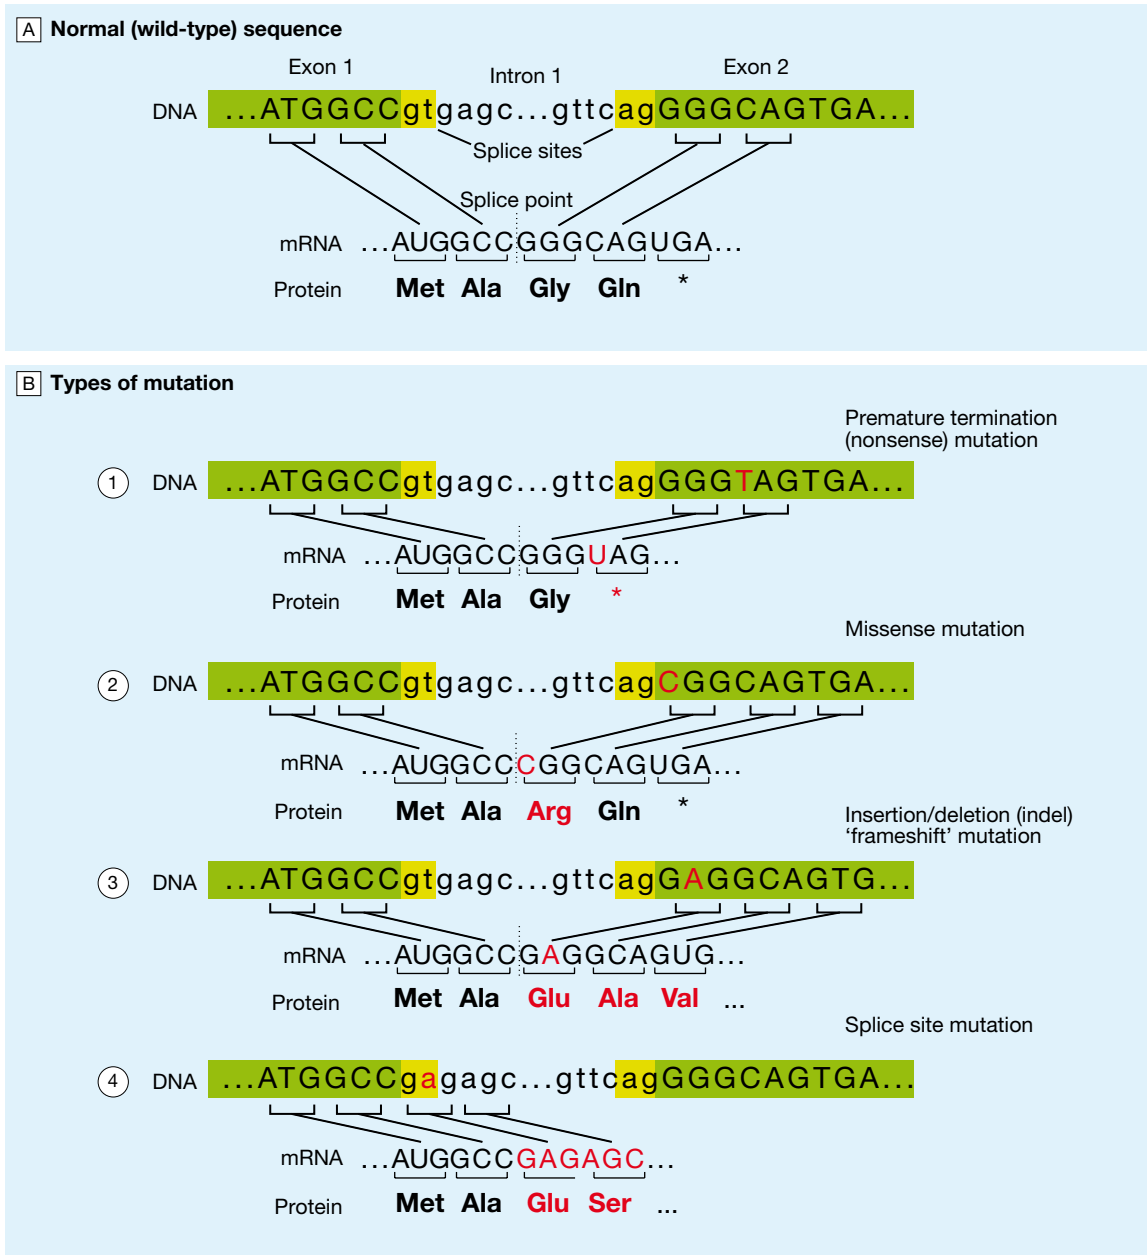 A Normal (wild-type) sequence
Exon 1 Intron 1 Exon 2
DNA ...ATGGCCgtgagc...gttcagGGGCAGTGA...
Splice sites
Splice point
mRNA ...AUGGCCGGGCAGUGA...
Protein Met Ala Gly Gln *
B Types of mutation
Premature termination
(nonsense) mutation
1 DNA ...ATGGCCgtgagc...gttcagGGGTAGTGA...
mRNA ...AUGGCCGGGUAG...
Protein Met Ala Gly *
Missense mutation
2 DNA ...ATGGCCgtgagc...gttcagCGGCAGTGA...
mRNA ...AUGGCCCGGCAGUGA...
Protein Met Ala Arg Gln *
Insertion/deletion (indel)
‘frameshift’ mutation
3 DNA ...ATGGCCgtgagc...gttcagGAGGCAGTG...
mRNA ...AUGGCCGAGGCAGUG...
Protein Met Ala Glu Ala Val ...
Splice site mutation
4 DNA ...ATGGCCgagagc...gttcagGGGCAGTGA...
mRNA ...AUGGCCGAGAGC...
Protein Met Ala Glu Ser ...